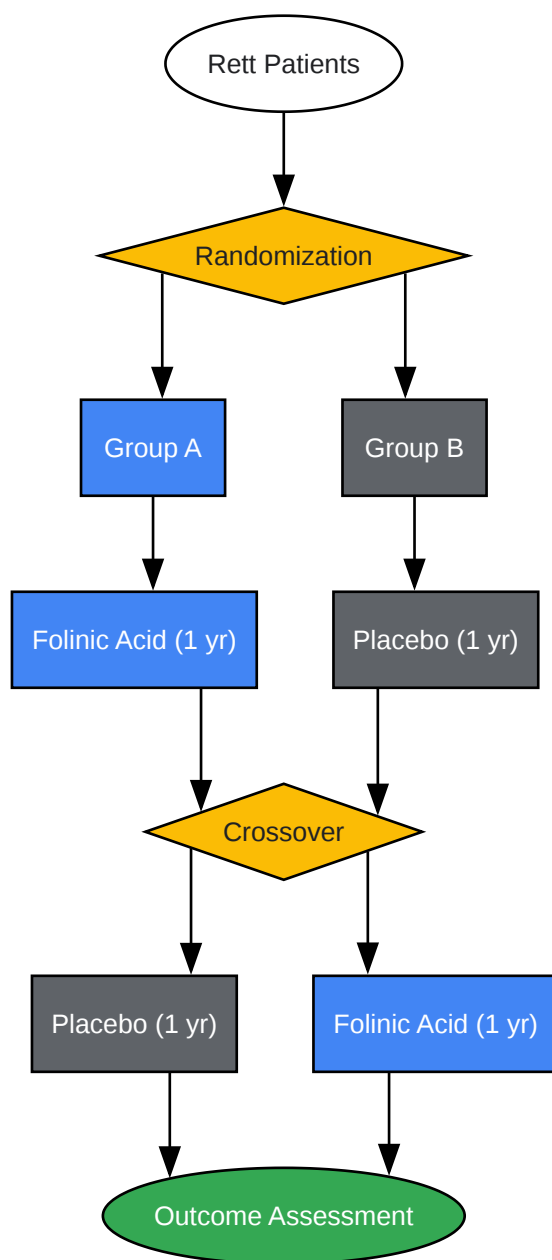 Rett Patients
Randomization
Group A
Group B
Folinic Acid (1 yr)
Placebo (1 yr)
Crossover
Placebo (1 yr)
Folinic Acid (1 yr)
Outcome Assessment